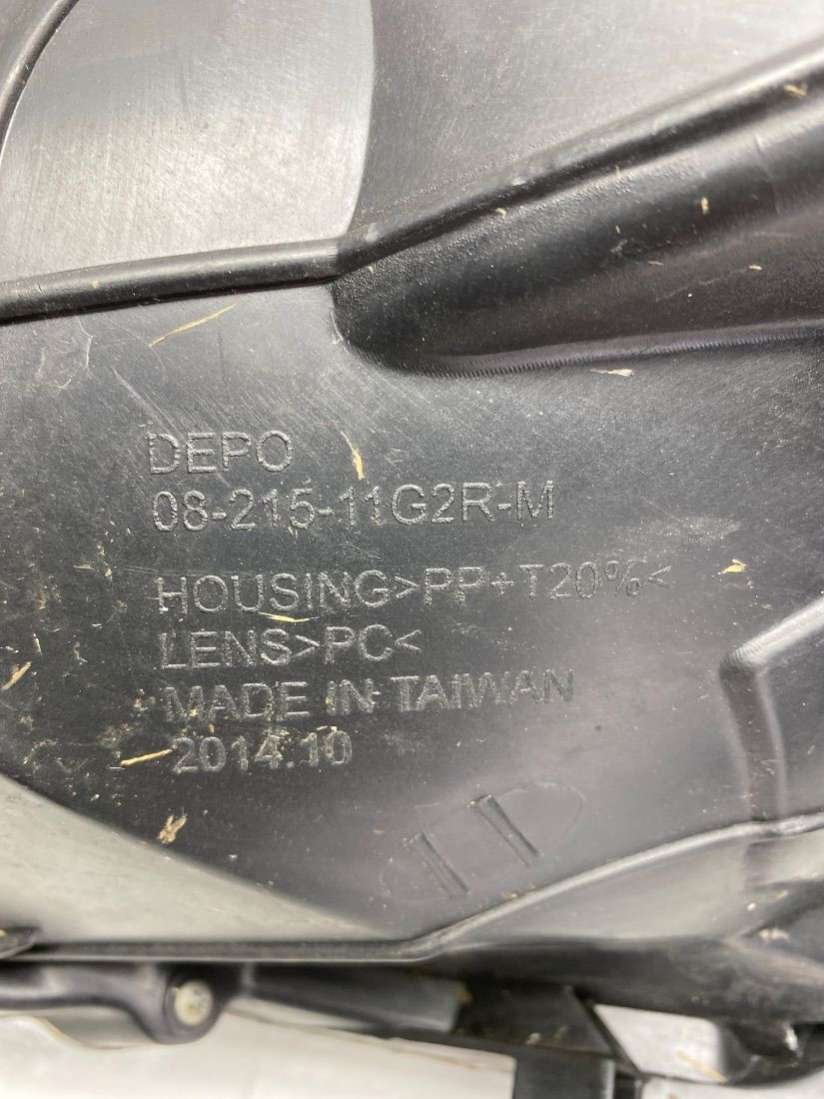 DEPO
08-215-11G2R-M
HOUSING>PP+T20%<
LENS>PC<
MADE IN TAIWAN
2014.10